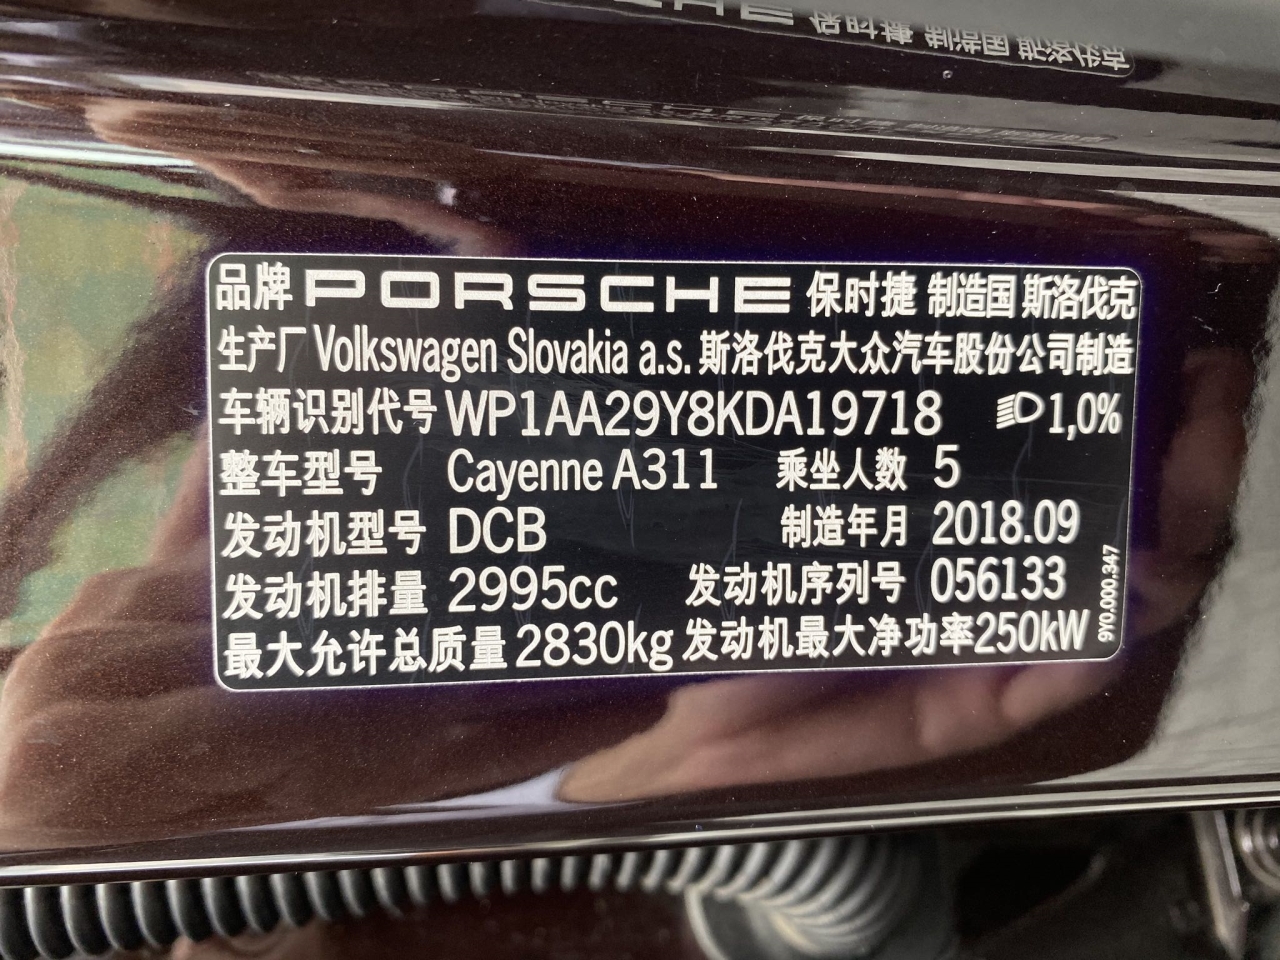 品牌 PORSCHE 保时捷 制造国 斯洛伐克
生产厂 Volkswagen Slovakia a.s. 斯洛伐克大众汽车股份公司制造
车辆识别代号 WP1AA29Y8KDA19718 1,0%
整车型号 Cayenne A311 乘坐人数 5
发动机型号 DCB 制造年月 2018.09
发动机排量 2995cc 发动机序列号 056133
最大允许总质量 2830kg 发动机最大净功率 250kW
9Y0.000.347